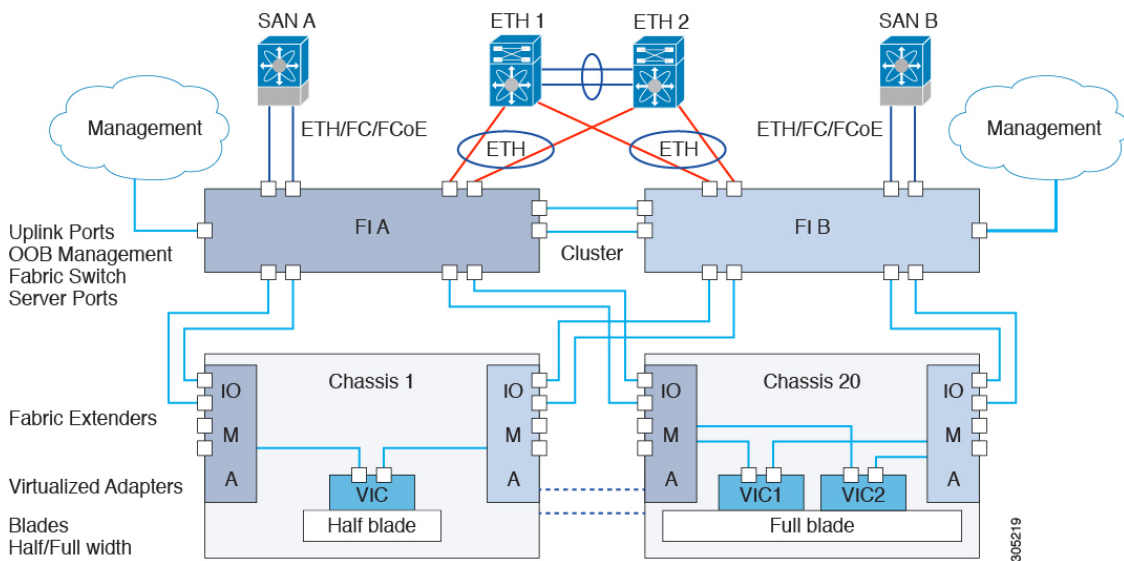 SAN A
ETH 1
ETH 2
SAN B
Management
ETH/FC/FCoE
ETH
ETH
ETH/FC/FCoE
Management
Uplink Ports
OOB Management
Fabric Switch
Server Ports
FI A
Cluster
FI B
Chassis 1
Chassis 20
Fabric Extenders
IO
M
A
IO
M
A
IO
M
A
IO
M
A
Virtualized Adapters
VIC
VIC1
VIC2
Blades
Half/Full width
Half blade
Full blade
305219